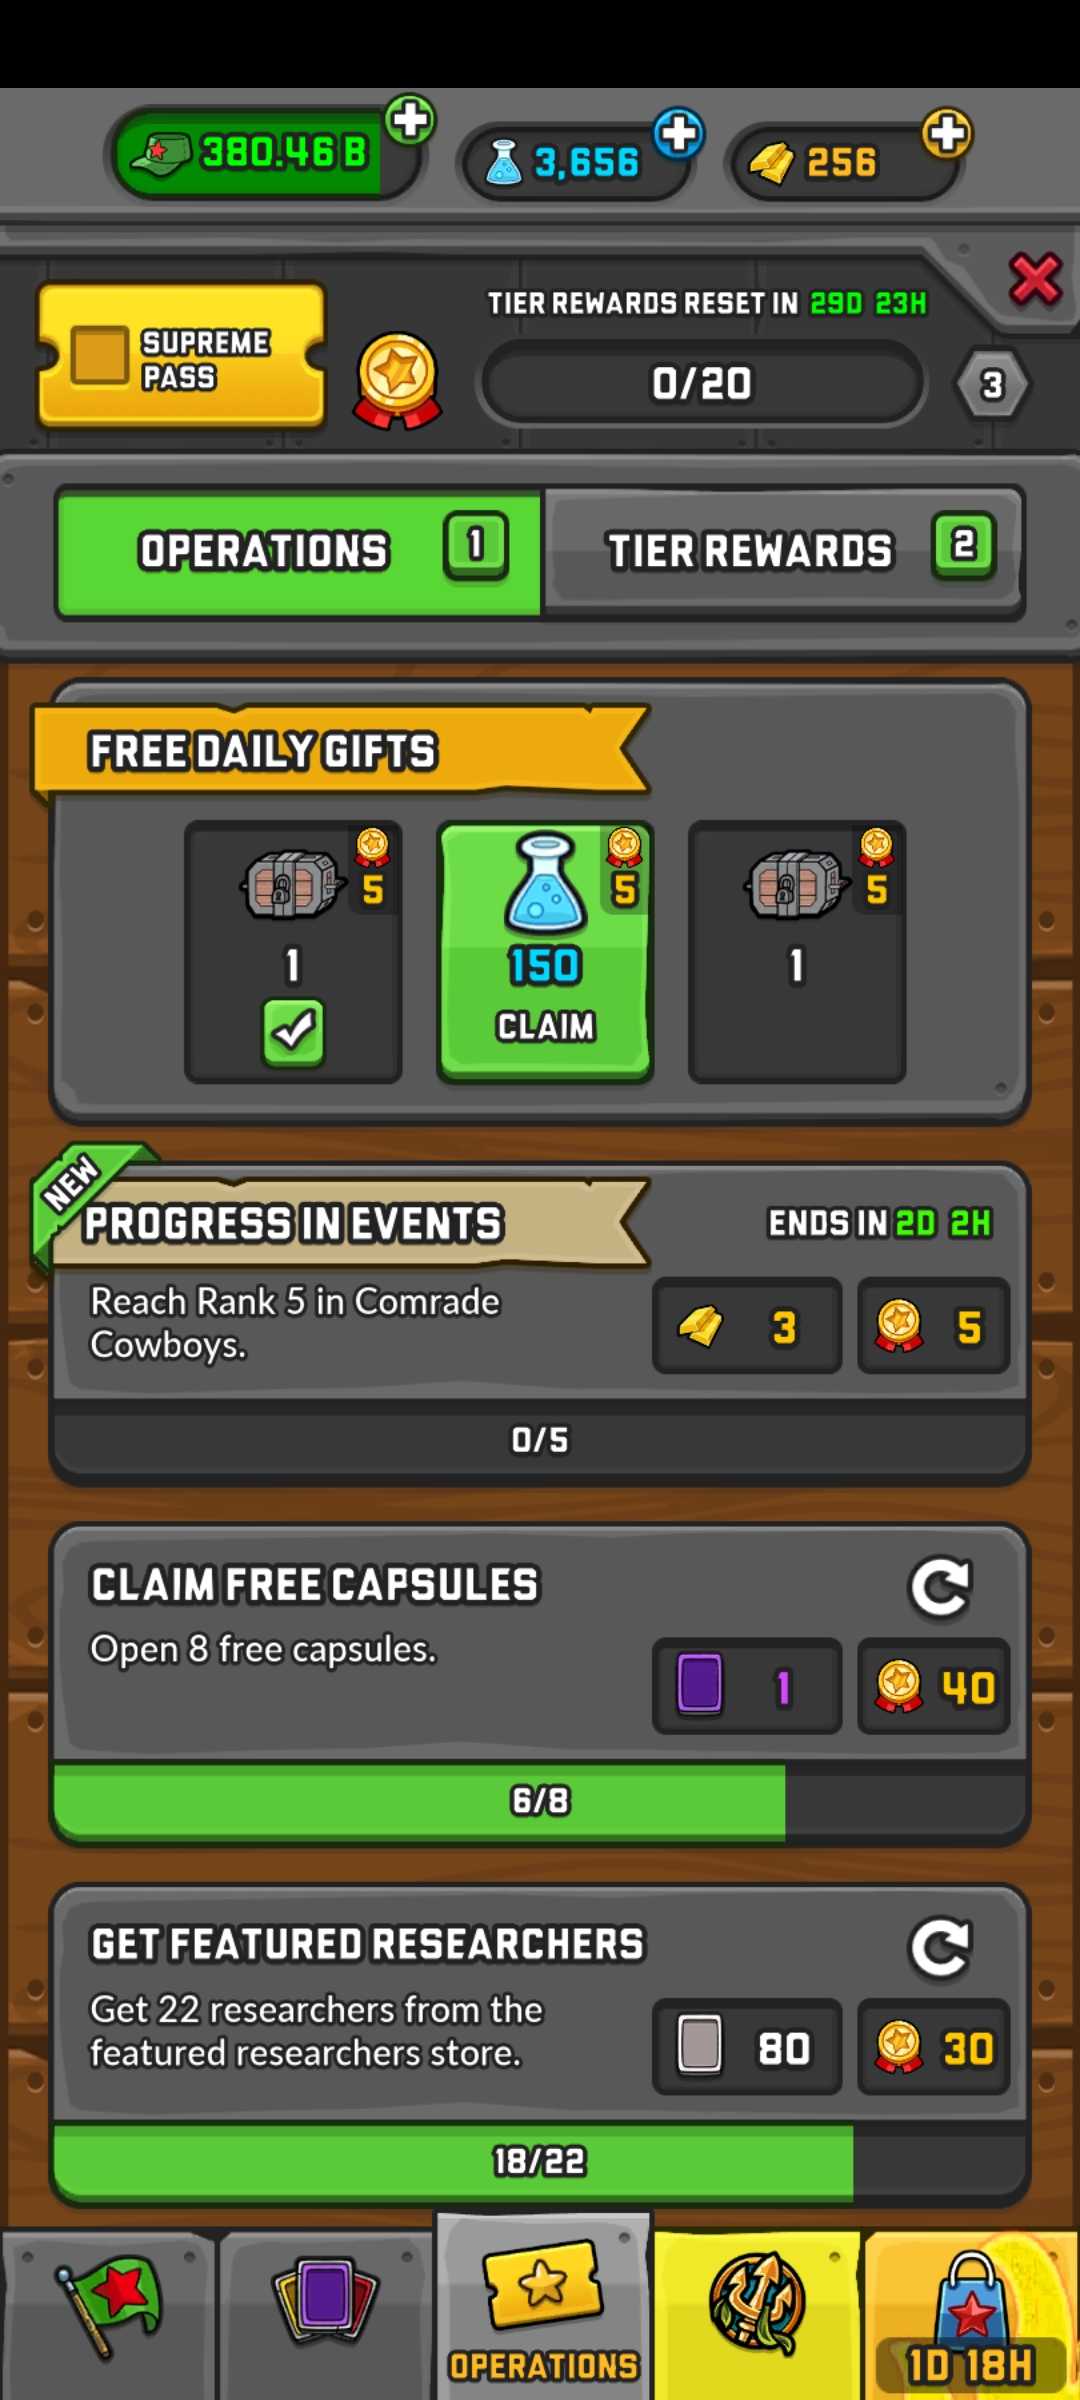 380.46 B
3,656
256
TIER REWARDS RESET IN 29D 23H
SUPREME
PASS
0/20
3
OPERATIONS 1
TIER REWARDS 2
FREE DAILY GIFTS
5
1
5
150
CLAIM
5
1
NEW
PROGRESS IN EVENTS
ENDS IN 2D 2H
Reach Rank 5 in Comrade
Cowboys.
3
5
0/5
CLAIM FREE CAPSULES
Open 8 free capsules.
1
40
6/8
GET FEATURED RESEARCHERS
Get 22 researchers from the
featured researchers store.
80
30
18/22
OPERATIONS
1D 18H